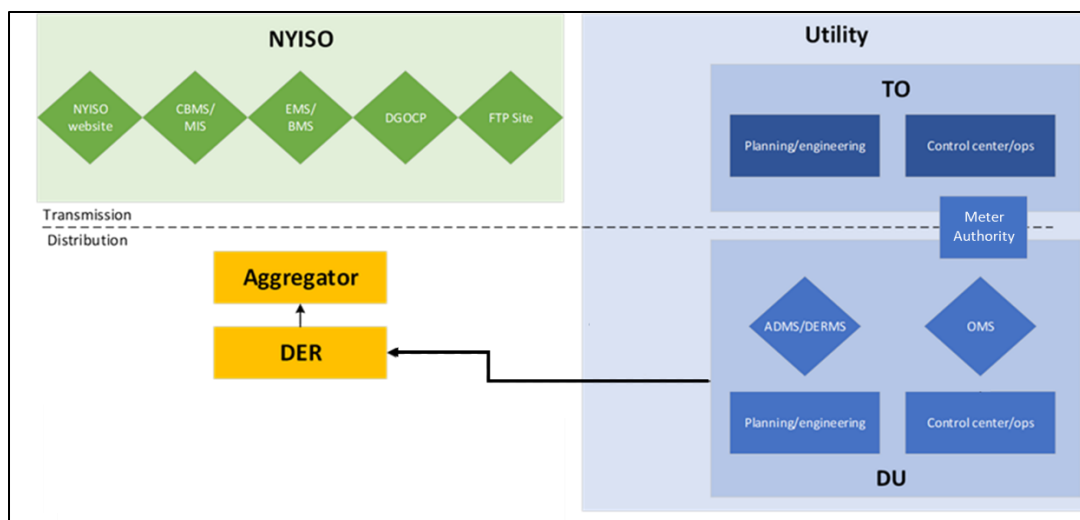 NYISO
NYISO
website
CBMS/
MIS
EMS/
BMS
DGOCP
FTP Site
Utility
TO
Planning/engineering
Control center/ops
Transmission
Distribution
Meter
Authority
Aggregator
DER
ADMS/DERMS
OMS
Planning/engineering
Control center/ops
DU